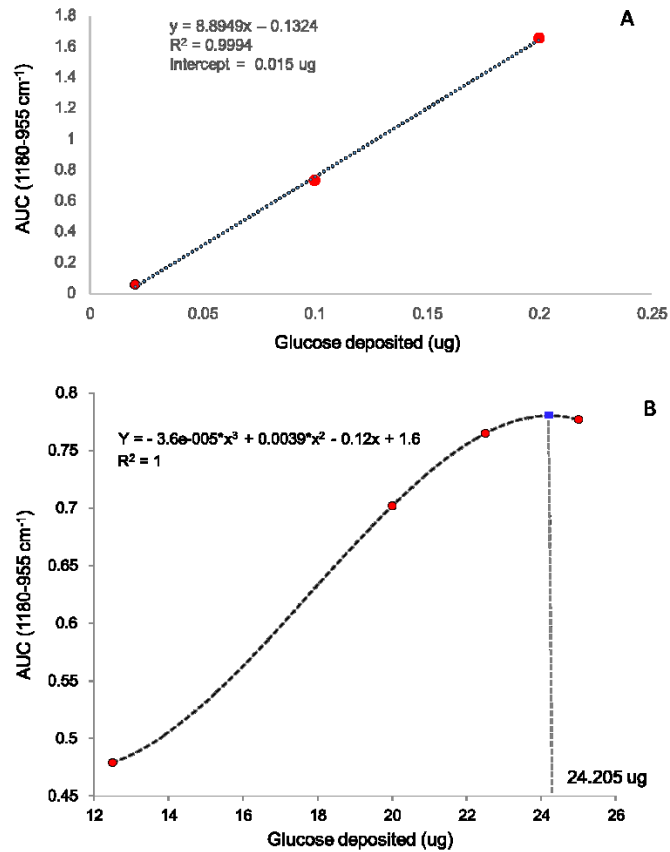 A
y = 8.8949x – 0.1324
R² = 0.9994
Intercept = 0.015 ug
1.8
1.6
1.4
1.2
1
0.8
0.6
0.4
0.2
0
AUC (1180-955 cm⁻¹)
0 0.05 0.1 0.15 0.2 0.25
Glucose deposited (ug)
B
Y = - 3.6e-005*x³ + 0.0039*x² - 0.12x + 1.6
R² = 1
0.8
0.75
0.7
0.65
0.6
0.55
0.5
0.45
AUC (1180-955 cm⁻¹)
24.205 ug
12 14 16 18 20 22 24 26
Glucose deposited (ug)